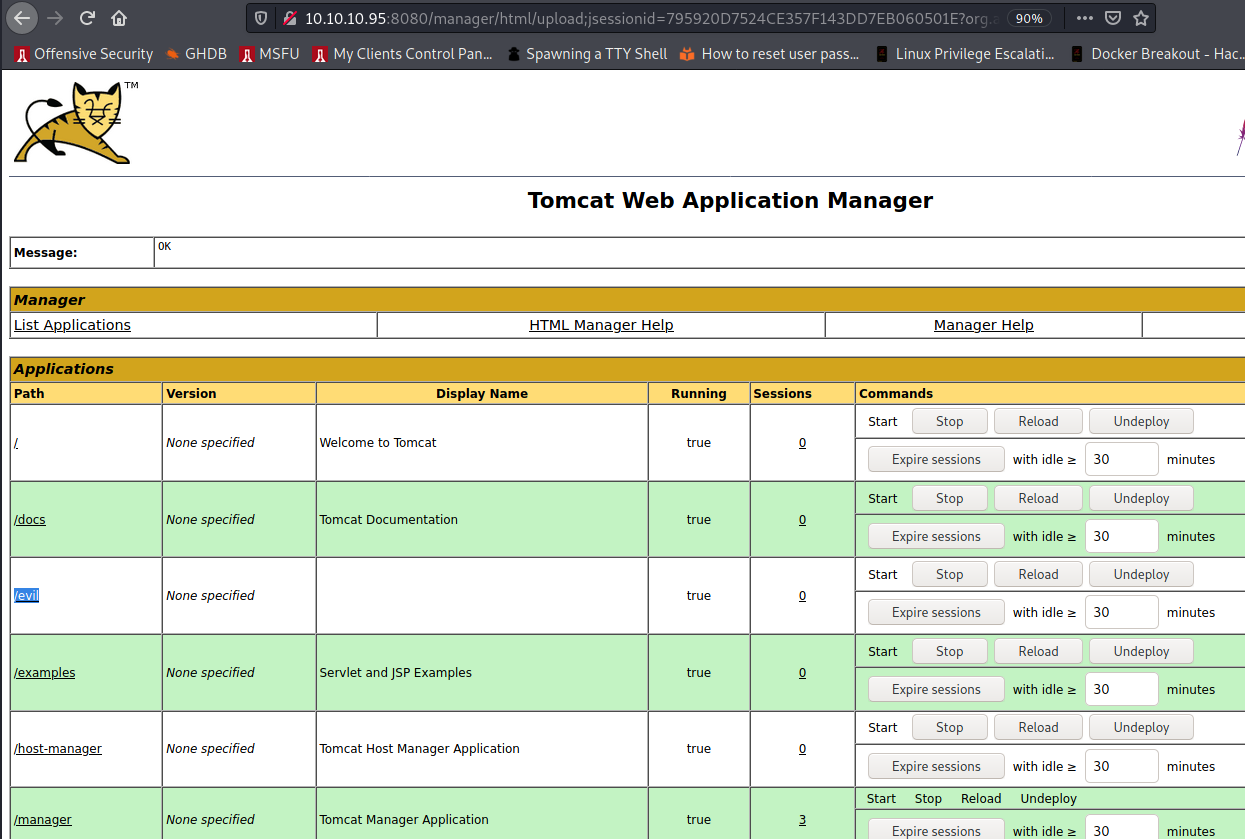 10.10.10.95:8080/manager/html/upload;jsessionid=795920D7524CE357F143DD7EB060501E?org.a 90%
Offensive Security GHDB MSFU My Clients Control Pan... Spawning a TTY Shell How to reset user pass... Linux Privilege Escalati... Docker Breakout - Hac...
TM
Tomcat Web Application Manager
Message: OK
Manager
List Applications HTML Manager Help Manager Help
Applications
Path Version Display Name Running Sessions Commands
/ None specified Welcome to Tomcat true 0 Start Stop Reload Undeploy
Expire sessions with idle ≥ 30 minutes
/docs None specified Tomcat Documentation true 0 Start Stop Reload Undeploy
Expire sessions with idle ≥ 30 minutes
/evil None specified true 0 Start Stop Reload Undeploy
Expire sessions with idle ≥ 30 minutes
/examples None specified Servlet and JSP Examples true 0 Start Stop Reload Undeploy
Expire sessions with idle ≥ 30 minutes
/host-manager None specified Tomcat Host Manager Application true 0 Start Stop Reload Undeploy
Expire sessions with idle ≥ 30 minutes
/manager None specified Tomcat Manager Application true 3 Start Stop Reload Undeploy
Expire sessions with idle ≥ 30 minutes